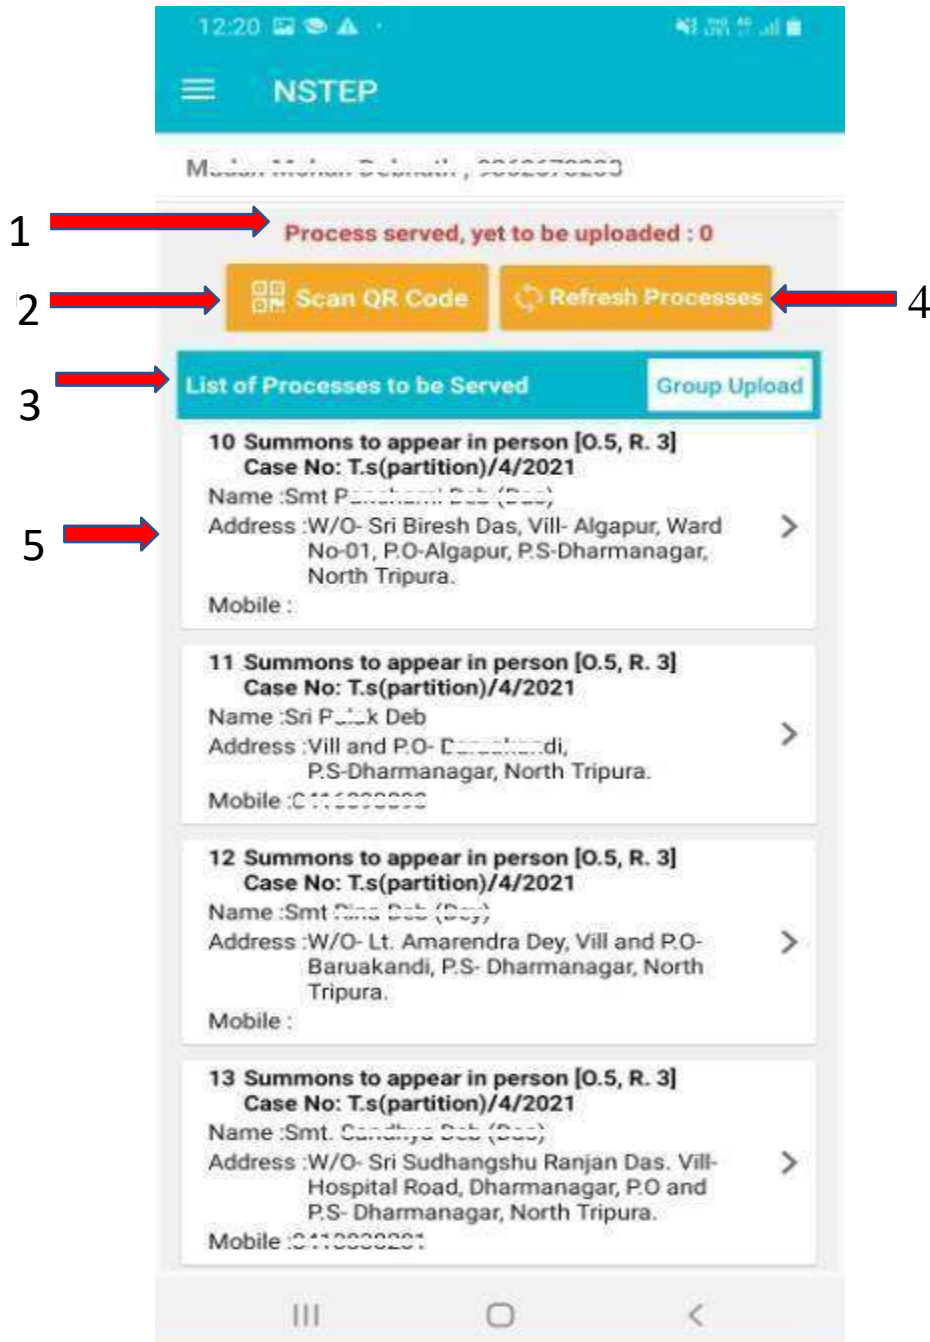 12:20
NSTEP
1
Process served, yet to be uploaded : 0
2
Scan QR Code
Refresh Processes
4
3
List of Processes to be Served
Group Upload
10 Summons to appear in person [O.5, R. 3]
Case No: T.s(partition)/4/2021
Name :Smt
5
Address :W/O- Sri Biresh Das, Vill- Algapur, Ward
No-01, P.O-Algapur, P.S-Dharmanagar,
North Tripura.
Mobile :
11 Summons to appear in person [O.5, R. 3]
Case No: T.s(partition)/4/2021
Name :Sri Deb
Address :Vill and P.O-
P.S-Dharmanagar, North Tripura.
Mobile :
12 Summons to appear in person [O.5, R. 3]
Case No: T.s(partition)/4/2021
Name :Smt
Address :W/O- Lt. Amarendra Dey, Vill and P.O-
Baruakandi, P.S- Dharmanagar, North
Tripura.
Mobile :
13 Summons to appear in person [O.5, R. 3]
Case No: T.s(partition)/4/2021
Name :Smt.
Address :W/O- Sri Sudhangshu Ranjan Das. Vill-
Hospital Road, Dharmanagar, P.O and
P.S- Dharmanagar, North Tripura.
Mobile :